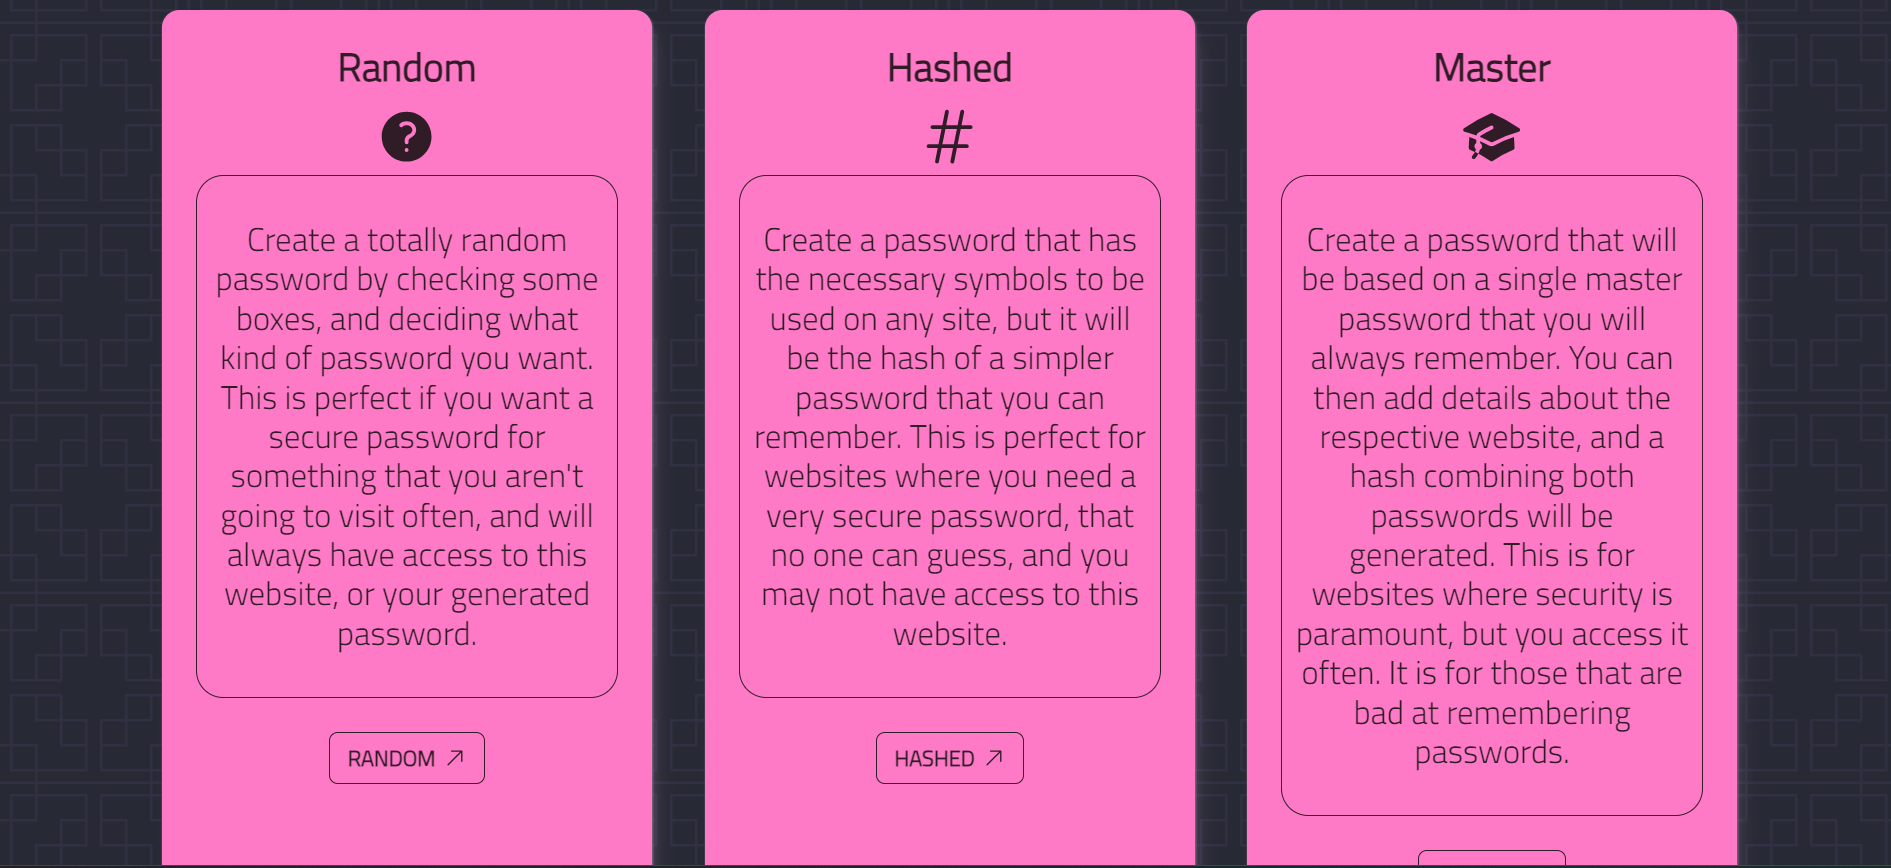 Random
Create a totally random
password by checking some
boxes, and deciding what
kind of password you want.
This is perfect if you want a
secure password for
something that you aren't
going to visit often, and will
always have access to this
website, or your generated
password.
RANDOM
Hashed
Create a password that has
the necessary symbols to be
used on any site, but it will
be the hash of a simpler
password that you can
remember. This is perfect for
websites where you need a
very secure password, that
no one can guess, and you
may not have access to this
website.
HASHED
Master
Create a password that will
be based on a single master
password that you will
always remember. You can
then add details about the
respective website, and a
hash combining both
passwords will be
generated. This is for
websites where security is
paramount, but you access it
often. It is for those that are
bad at remembering
passwords.